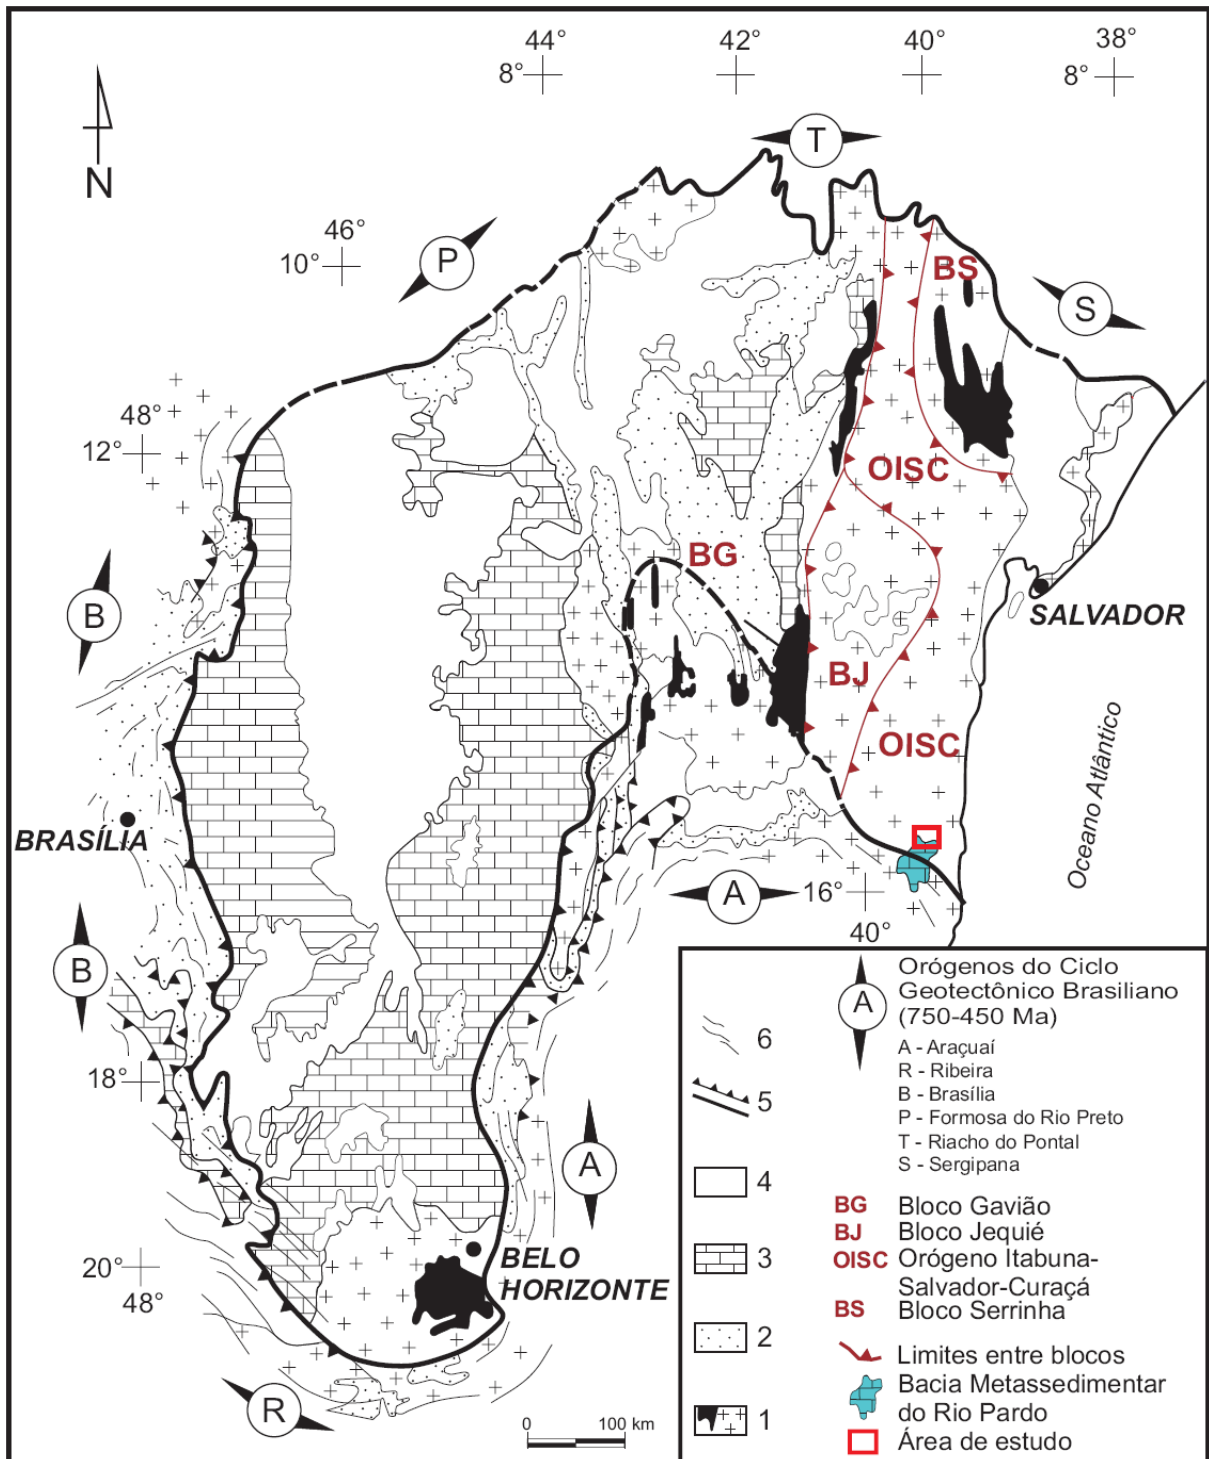 44°
42°
40°
38°
8°
8°
T
N
46°
10°
P
BS
S
48°
12°
OISC
BG
B
SALVADOR
BJ
OISC
Oceano Atlântico
BRASÍLIA
A
16°
40°
B
18°
A
20°
48°
BELO
HORIZONTE
R
0
100 km
6
5
4
3
2
1
A
Orógenos do Ciclo
Geotectônico Brasiliano
(750-450 Ma)
A - Araçuaí
R - Ribeira
B - Brasília
P - Formosa do Rio Preto
T - Riacho do Pontal
S - Sergipana
BG Bloco Gavião
BJ Bloco Jequié
OISC Orógeno Itabuna-
Salvador-Curaçá
BS Bloco Serrinha
Limites entre blocos
Bacia Metassedimentar
do Rio Pardo
Área de estudo